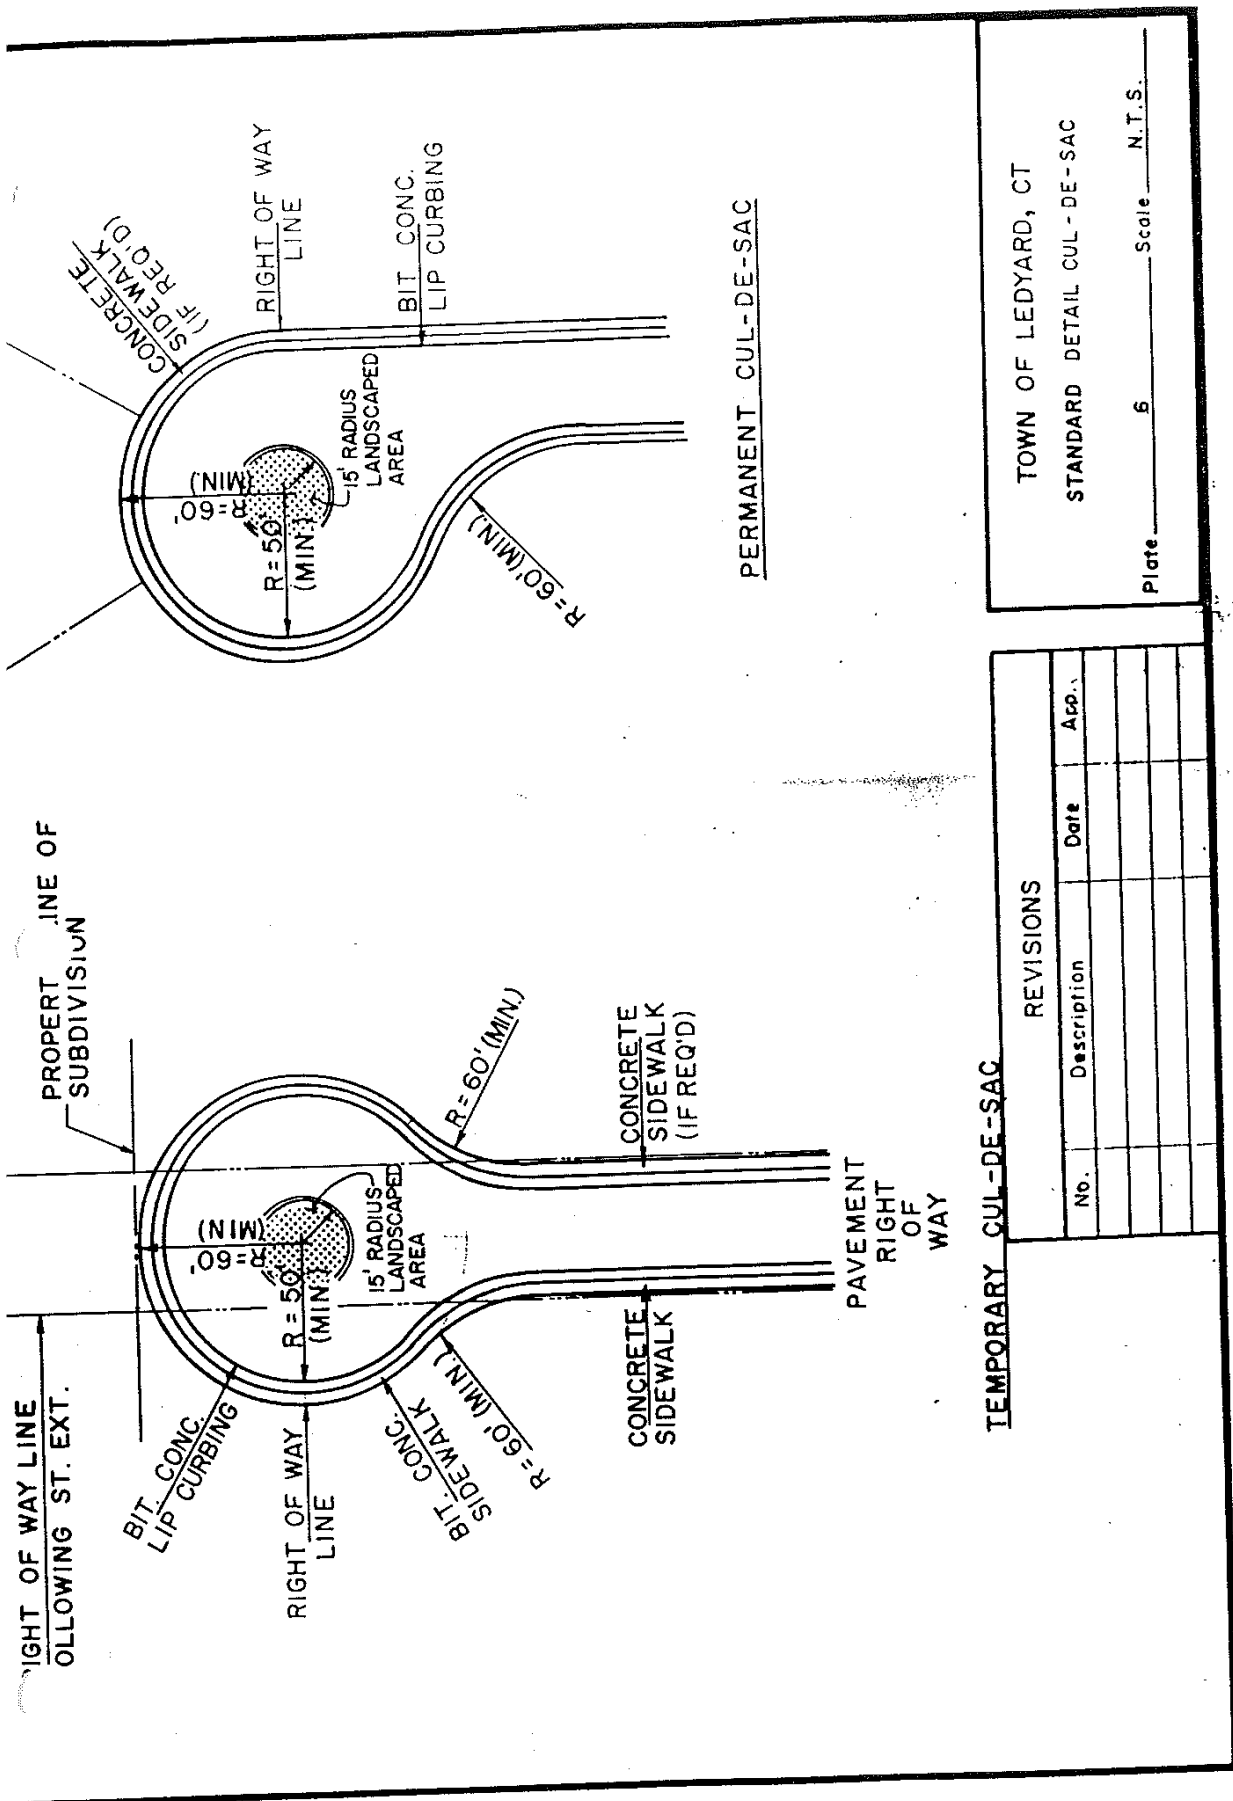 'IGHT OF WAY LINE
OLLOWING ST. EXT.
PROPERT .INE OF
SUBDIVISION
BIT. CONC.
LIP CURBING
RIGHT OF WAY
LINE
BIT. CONC.
SIDEWALK
R=60' (MIN.)
R=60'
(MIN)
R=50'
(MIN.)
15' RADIUS
LANDSCAPED
AREA
R=60'(MIN.)
CONCRETE
SIDEWALK
CONCRETE
SIDEWALK
(IF REQ'D)
PAVEMENT
RIGHT
OF
WAY
TEMPORARY CUL-DE-SAC
CONCRETE
SIDEWALK
(IF REQ'D)
RIGHT OF WAY
LINE
BIT. CONC.
LIP CURBING
R=60'
(MIN.)
R=50'
(MIN.)
15' RADIUS
LANDSCAPED
AREA
R=60'(MIN.)
PERMANENT CUL-DE-SAC
REVISIONS
No. Description Date App.
TOWN OF LEDYARD, CT
STANDARD DETAIL CUL-DE-SAC
Plate 6 Scale N.T.S.